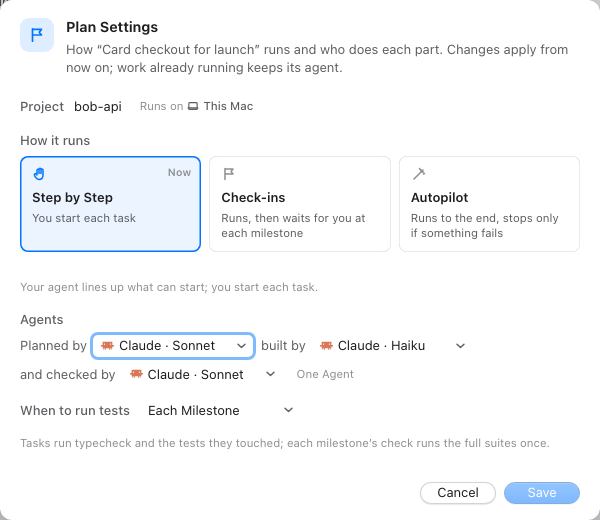 Plan Settings
How “Card checkout for launch” runs and who does each part. Changes apply from
now on; work already running keeps its agent.
Project bob-api Runs on This Mac
How it runs
Now
Step by Step
You start each task
Check-ins
Runs, then waits for you at
each milestone
Autopilot
Runs to the end, stops only
if something fails
Your agent lines up what can start; you start each task.
Agents
Planned by Claude · Sonnet built by Claude · Haiku
and checked by Claude · Sonnet One Agent
When to run tests Each Milestone
Tasks run typecheck and the tests they touched; each milestone's check runs the full suites once.
Cancel Save